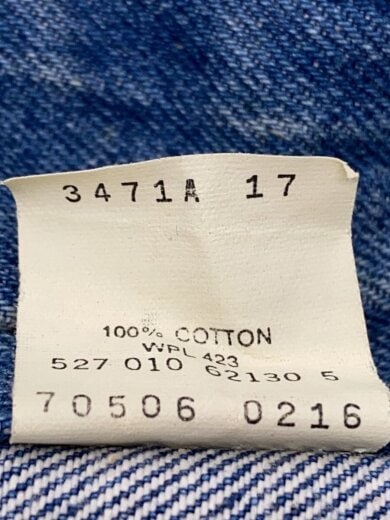 3471A 17
100% COTTON
WPL 423
527 010 62130 5
70506 0216